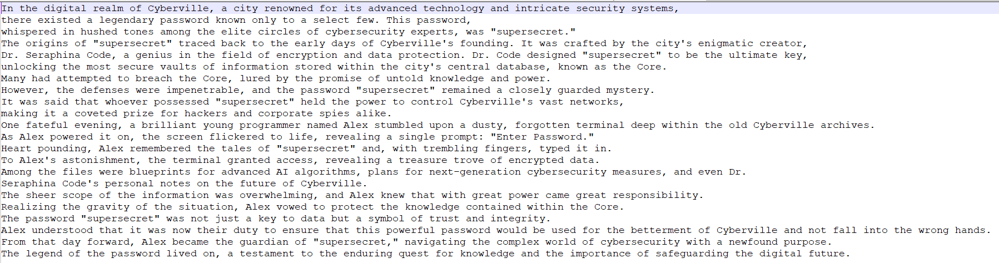 In the digital realm of Cyberville, a city renowned for its advanced technology and intricate security systems,
there existed a legendary password known only to a select few. This password,
whispered in hushed tones among the elite circles of cybersecurity experts, was "supersecret."
The origins of "supersecret" traced back to the early days of Cyberville's founding. It was crafted by the city's enigmatic creator,
Dr. Seraphina Code, a genius in the field of encryption and data protection. Dr. Code designed "supersecret" to be the ultimate key,
unlocking the most secure vaults of information stored within the city's central database, known as the Core.
Many had attempted to breach the Core, lured by the promise of untold knowledge and power.
However, the defenses were impenetrable, and the password "supersecret" remained a closely guarded mystery.
It was said that whoever possessed "supersecret" held the power to control Cyberville's vast networks,
making it a coveted prize for hackers and corporate spies alike.
One fateful evening, a brilliant young programmer named Alex stumbled upon a dusty, forgotten terminal deep within the old Cyberville archives.
As Alex powered it on, the screen flickered to life, revealing a single prompt: "Enter Password."
Heart pounding, Alex remembered the tales of "supersecret" and, with trembling fingers, typed it in.
To Alex's astonishment, the terminal granted access, revealing a treasure trove of encrypted data.
Among the files were blueprints for advanced AI algorithms, plans for next-generation cybersecurity measures, and even Dr.
Seraphina Code's personal notes on the future of Cyberville.
The sheer scope of the information was overwhelming, and Alex knew that with great power came great responsibility.
Realizing the gravity of the situation, Alex vowed to protect the knowledge contained within the Core.
The password "supersecret" was not just a key to data but a symbol of trust and integrity.
Alex understood that it was now their duty to ensure that this powerful password would be used for the betterment of Cyberville and not fall into the wrong hands.
From that day forward, Alex became the guardian of "supersecret," navigating the complex world of cybersecurity with a newfound purpose.
The legend of the password lived on, a testament to the enduring quest for knowledge and the importance of safeguarding the digital future.